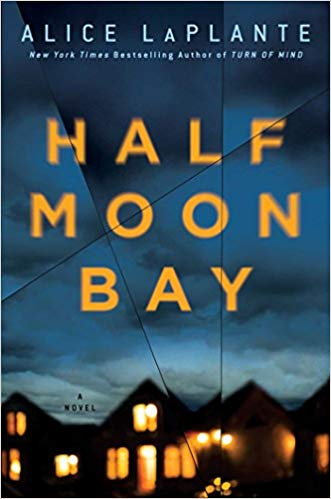 ALICE LAPLANTE
New York Times Bestselling Author of TURN OF MIND
HALF
MOON
BAY
A
NOVEL